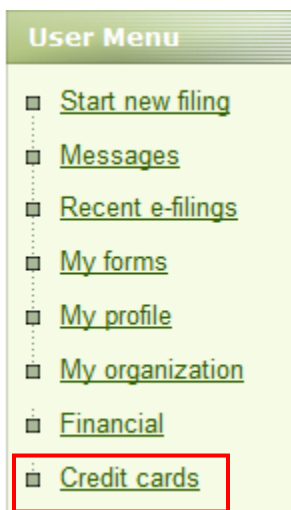 User Menu
Start new filing
Messages
Recent e-filings
My forms
My profile
My organization
Financial
Credit cards